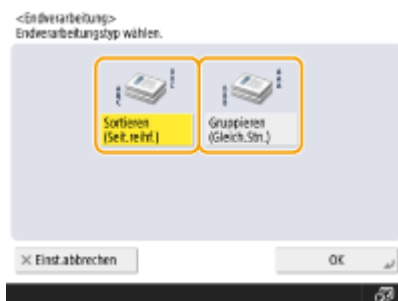 <Endverarbeitung>
Endverarbeitungstyp wählen.
Sortieren
(Seit.reihf.)
Gruppieren
(Gleich.Stn.)
× Einst.abbrechen
OK